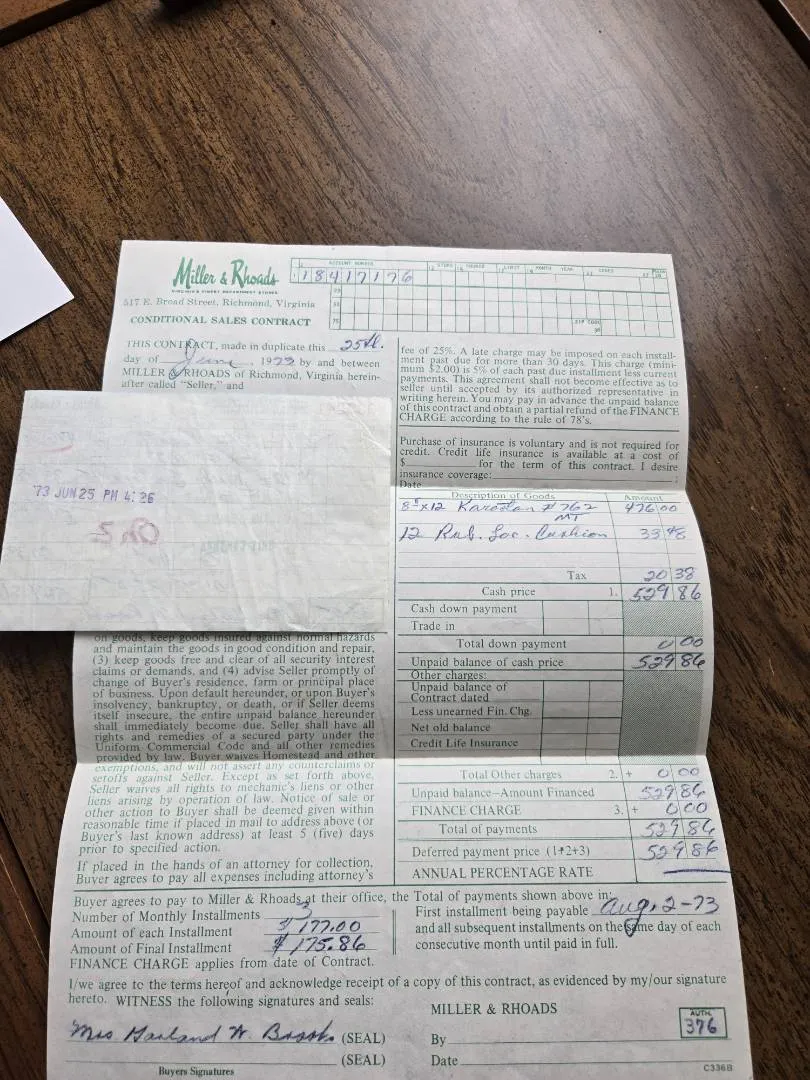 Miller & Rhoads
VIRGINIA'S FINEST DEPARTMENT STORES
517 E. Broad Street, Richmond, Virginia
CONDITIONAL SALES CONTRACT
ACCOUNT NUMBER
18417176
STORE
COURSE
LIMIT
MONTH YEAR
CODES
ZIP CODE
THIS CONTRACT, made in duplicate this 25th.
day of June, 1973 by and between
MILLER & RHOADS of Richmond, Virginia herein-
after called "Seller," and
'73 JUN 25 PM 4:26
on goods, keep goods insured against normal hazards
and maintain the goods in good condition and repair,
(3) keep goods free and clear of all security interest
claims or demands, and (4) advise Seller promptly of
change of Buyer's residence, farm or principal place
of business. Upon default hereunder, or upon Buyer's
insolvency, bankruptcy, or death, or if Seller deems
itself insecure, the entire unpaid balance hereunder
shall immediately become due. Seller shall have all
rights and remedies of a secured party under the
Uniform Commercial Code and all other remedies
provided by law. Buyer waives Homestead and other
exemptions, and will not assert any counterclaims or
setoffs against Seller. Except as set forth above,
Seller waives all rights to mechanic's liens or other
liens arising by operation of law. Notice of sale or
other action to Buyer shall be deemed given within
reasonable time if placed in mail to address above (or
Buyer's last known address) at least 5 (five) days
prior to specified action.
If placed in the hands of an attorney for collection,
Buyer agrees to pay all expenses including attorney's
fee of 25%. A late charge may be imposed on each install-
ment past due for more than 30 days. This charge (mini-
mum $2.00) is 5% of each past due installment less current
payments. This agreement shall not become effective as to
seller until accepted by its authorized representative in
writing herein. You may pay in advance the unpaid balance
of this contract and obtain a partial refund of the FINANCE
CHARGE according to the rule of 78's.
Purchase of insurance is voluntary and is not required for
credit. Credit life insurance is available at a cost of
$ for the term of this contract. I desire
insurance coverage:
Date
Description of Goods Amount
8 5 x12 Karastan # 762 476 00
MT
12 Rub. Loc. Cushion 33 48
Tax 20 38
Cash price 1. 529 86
Cash down payment
Trade in
Total down payment 0 00
Unpaid balance of cash price 529 86
Other charges:
Unpaid balance of
Contract dated
Less unearned Fin. Chg.
Net old balance
Credit Life Insurance
Total Other charges 2. + 0 00
Unpaid balance—Amount Financed 529 86
FINANCE CHARGE 3. + 0 00
Total of payments 529 86
Deferred payment price (1+2+3) 529 86
ANNUAL PERCENTAGE RATE
Buyer agrees to pay to Miller & Rhoads at their office, the Total of payments shown above in:
Number of Monthly Installments 3
Amount of each Installment $ 177.00
Amount of Final Installment $ 175.86
FINANCE CHARGE applies from date of Contract.
First installment being payable Aug. 2-73
and all subsequent installments on the same day of each
consecutive month until paid in full.
I/we agree to the terms hereof and acknowledge receipt of a copy of this contract, as evidenced by my/our signature
hereto. WITNESS the following signatures and seals:
Mrs Garland W. Brooks (SEAL)
(SEAL)
Buyers Signatures
MILLER & RHOADS
By
Date
AUTH.
376
C336B